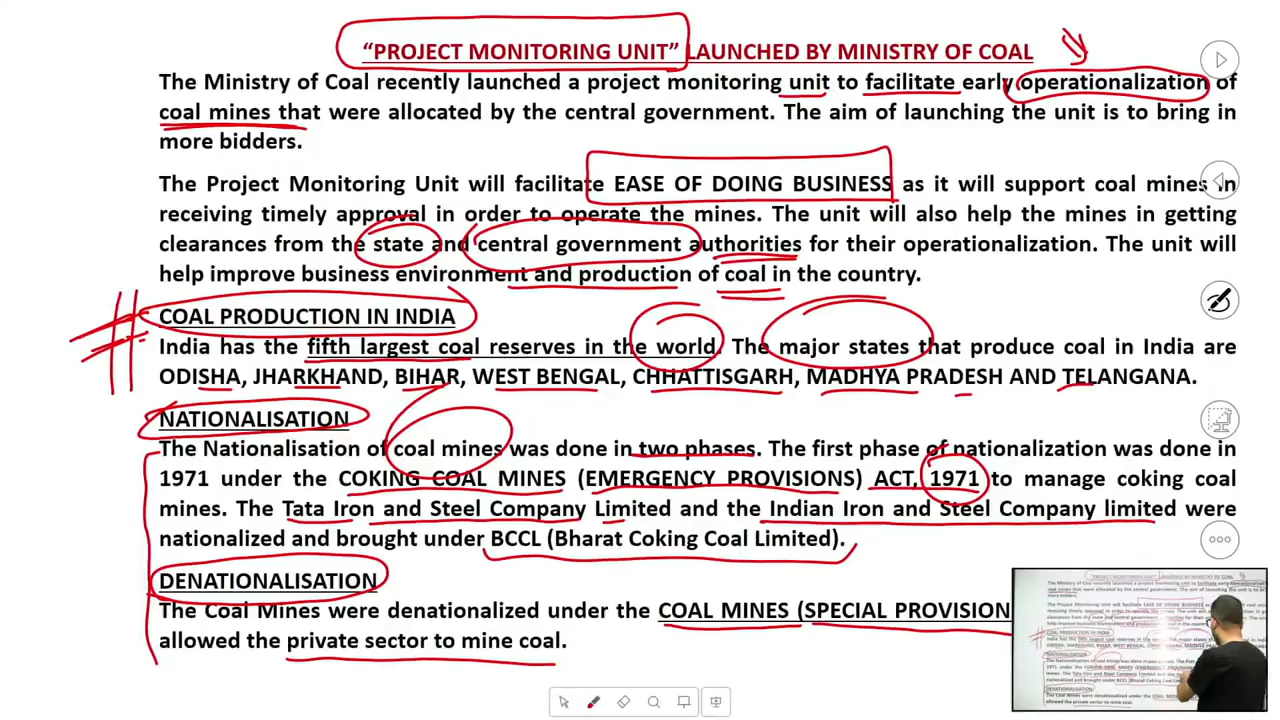 “PROJECT MONITORING UNIT” LAUNCHED BY MINISTRY OF COAL
The Ministry of Coal recently launched a project monitoring unit to facilitate early operationalization of
coal mines that were allocated by the central government. The aim of launching the unit is to bring in
more bidders.
The Project Monitoring Unit will facilitate EASE OF DOING BUSINESS as it will support coal mines in
receiving timely approval in order to operate the mines. The unit will also help the mines in getting
clearances from the state and central government authorities for their operationalization. The unit will
help improve business environment and production of coal in the country.
COAL PRODUCTION IN INDIA
India has the fifth largest coal reserves in the world. The major states that produce coal in India are
ODISHA, JHARKHAND, BIHAR, WEST BENGAL, CHHATTISGARH, MADHYA PRADESH AND TELANGANA.
NATIONALISATION
The Nationalisation of coal mines was done in two phases. The first phase of nationalization was done in
1971 under the COKING COAL MINES (EMERGENCY PROVISIONS) ACT, 1971 to manage coking coal
mines. The Tata Iron and Steel Company Limited and the Indian Iron and Steel Company limited were
nationalized and brought under BCCL (Bharat Coking Coal Limited).
DENATIONALISATION
The Coal Mines were denationalized under the COAL MINES (SPECIAL PROVISION
allowed the private sector to mine coal.